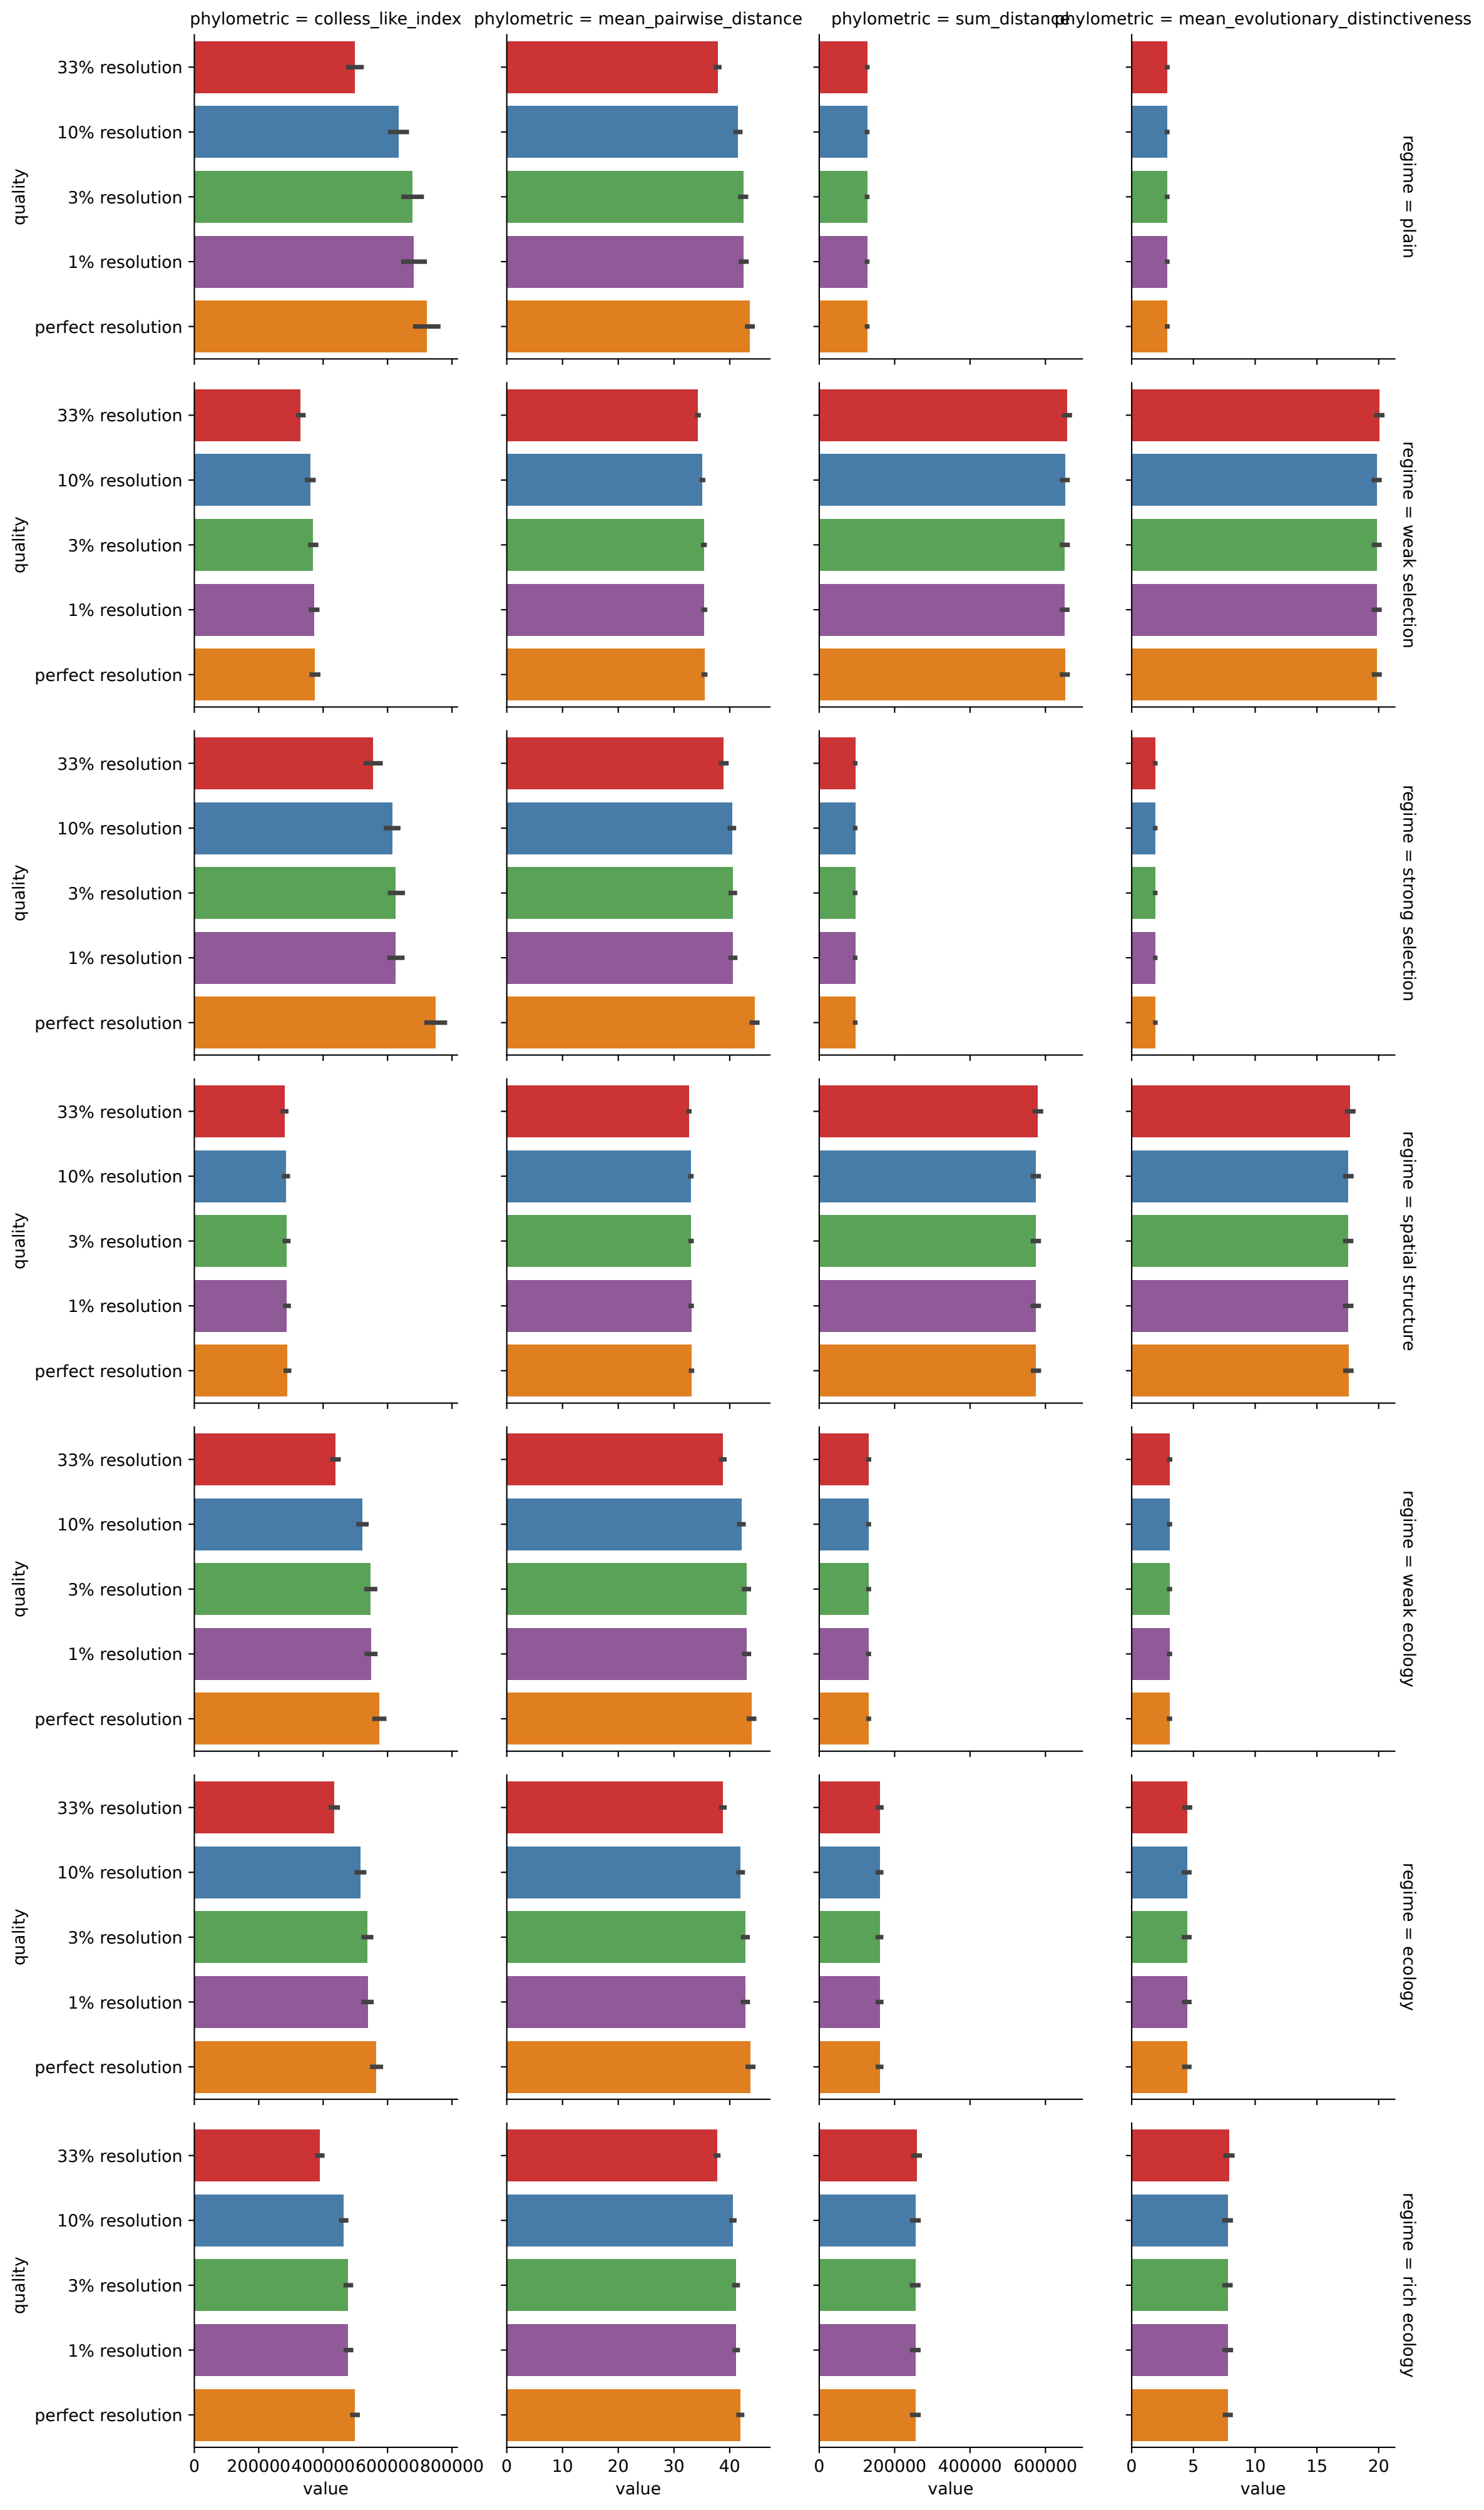 phylometric = colless_like_index
phylometric = mean_pairwise_distance
phylometric = sum_distance
phylometric = mean_evolutionary_distinctiveness
quality
33% resolution
10% resolution
3% resolution
1% resolution
perfect resolution
regime = plain
quality
33% resolution
10% resolution
3% resolution
1% resolution
perfect resolution
regime = weak selection
quality
33% resolution
10% resolution
3% resolution
1% resolution
perfect resolution
regime = strong selection
quality
33% resolution
10% resolution
3% resolution
1% resolution
perfect resolution
regime = spatial structure
quality
33% resolution
10% resolution
3% resolution
1% resolution
perfect resolution
regime = weak ecology
quality
33% resolution
10% resolution
3% resolution
1% resolution
perfect resolution
regime = ecology
quality
33% resolution
10% resolution
3% resolution
1% resolution
perfect resolution
regime = rich ecology
0 200000 400000 600000 800000
value
0 10 20 30 40
value
0 200000 400000 600000
value
0 5 10 15 20
value